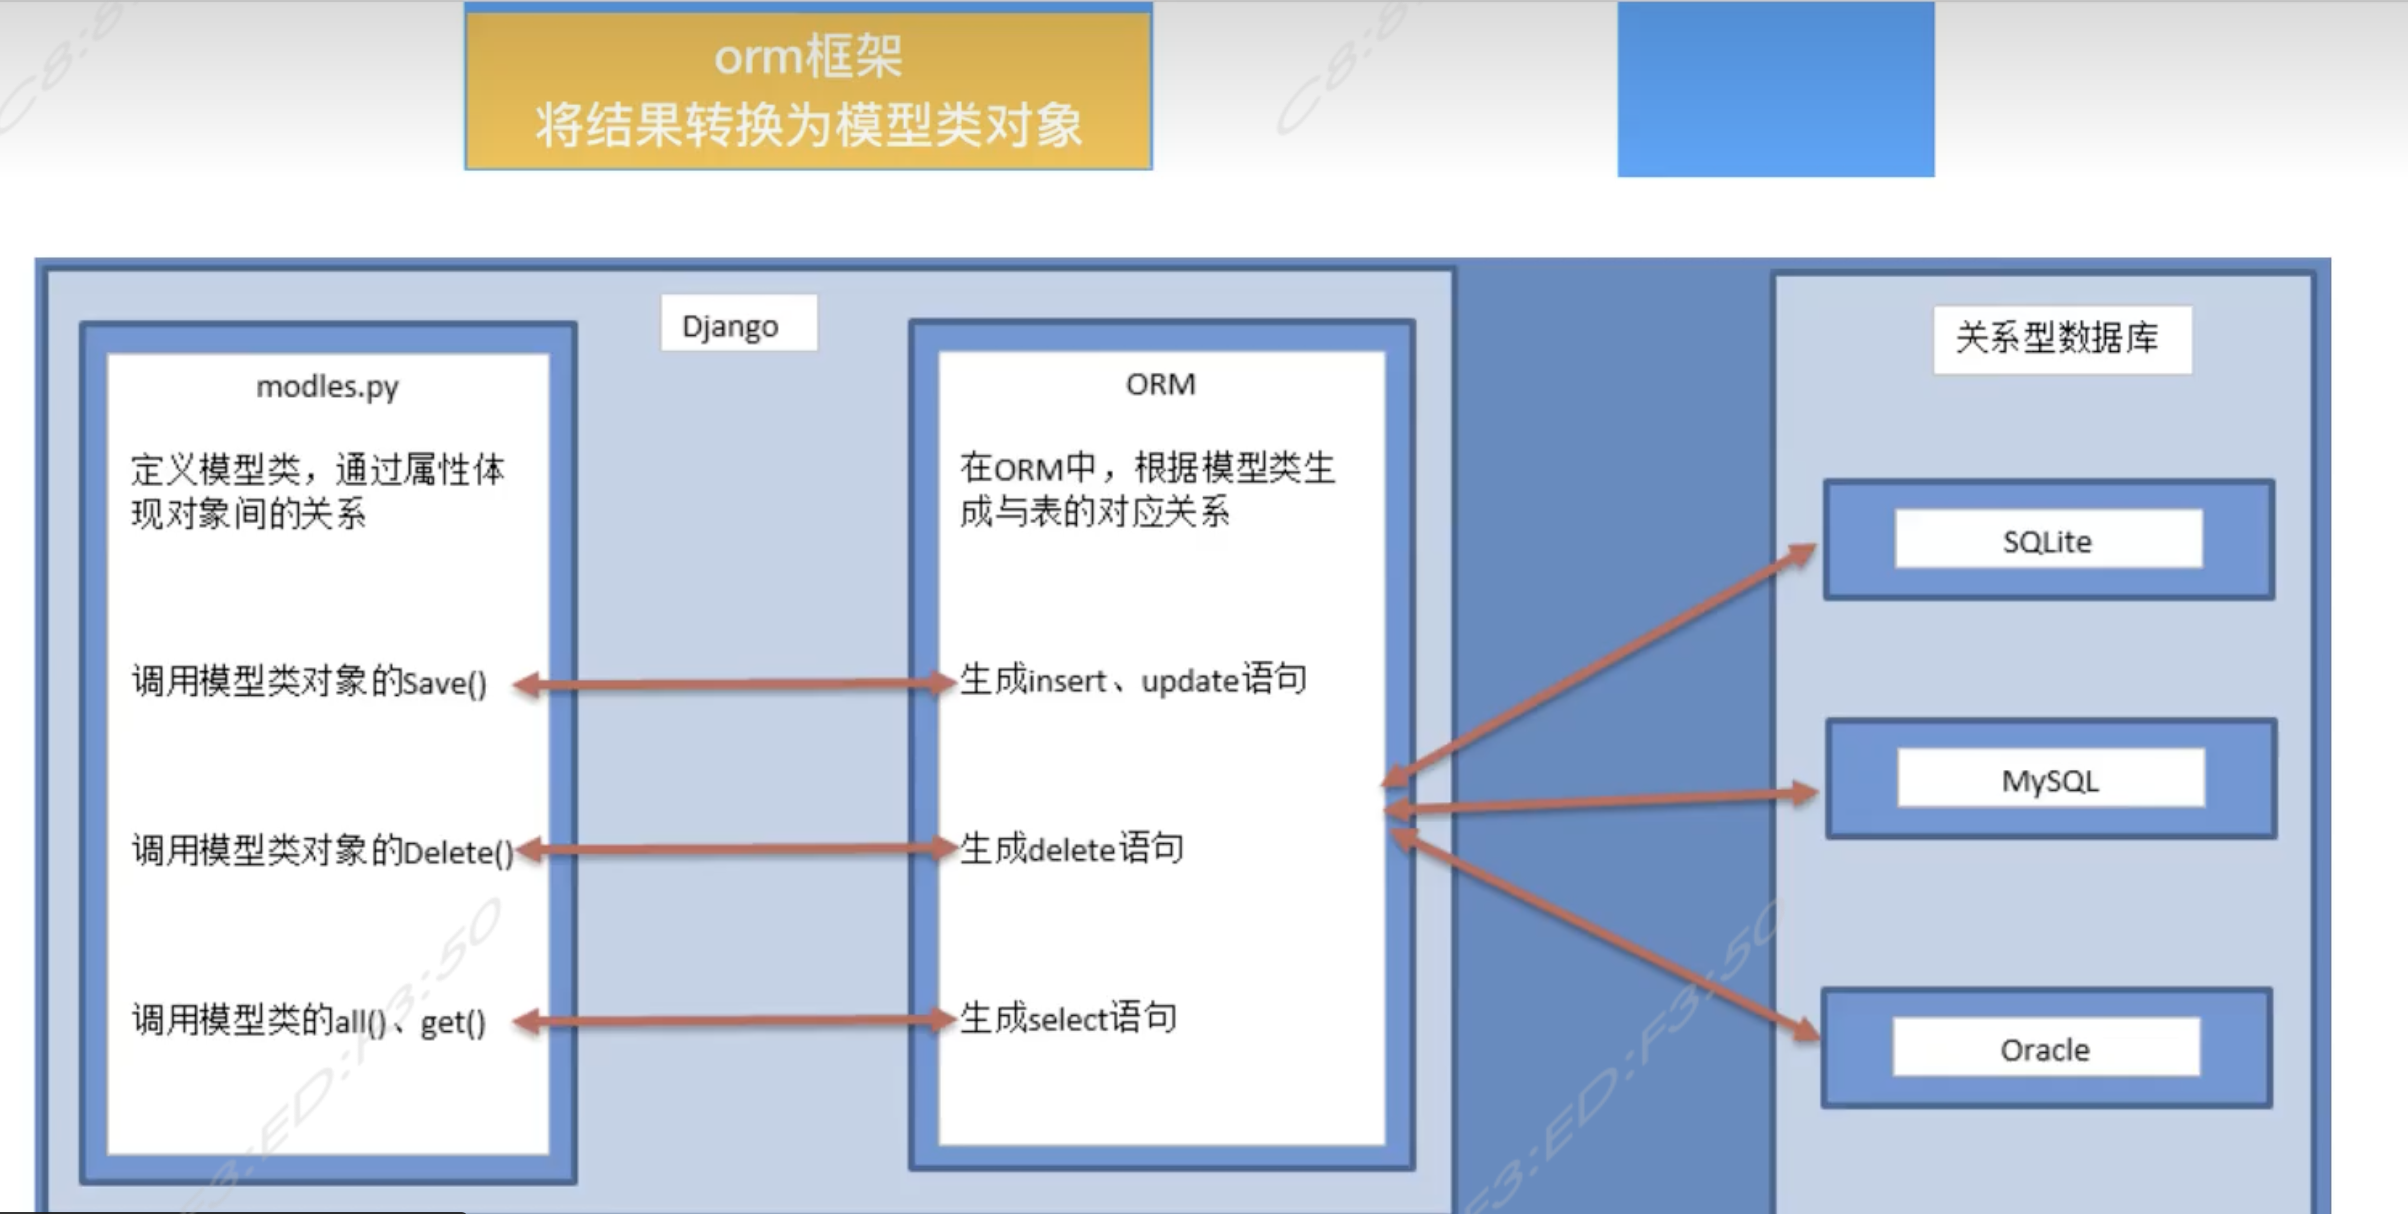 orm框架
将结果转换为模型类对象
Django
modles.py
定义模型类，通过属性体
现对象间的关系
调用模型类对象的Save()
调用模型类对象的Delete()
调用模型类的all()、get()
ORM
在ORM中，根据模型类生
成与表的对应关系
生成insert、update语句
生成delete语句
生成select语句
关系型数据库
SQLite
MySQL
Oracle